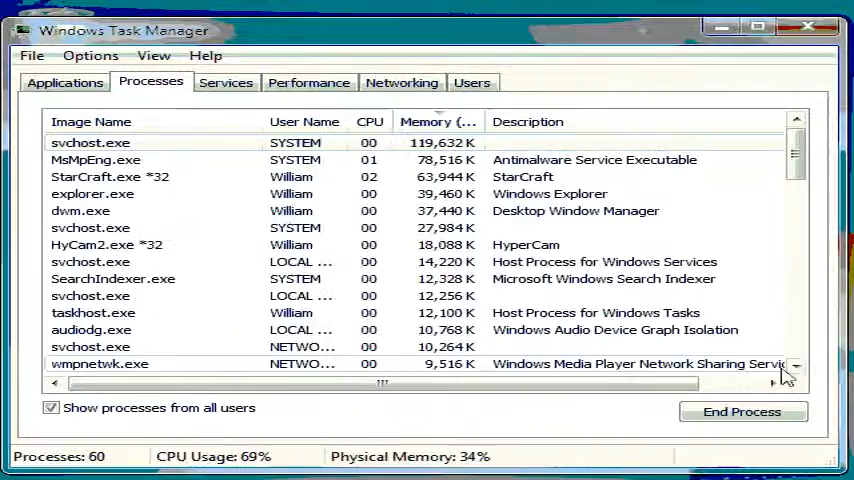 Windows Task Manager
File Options View Help
Applications Processes Services Performance Networking Users
Image Name User Name CPU Memory (... Description
svchost.exe SYSTEM 00 119,632 K
MsMpEng.exe SYSTEM 01 78,516 K Antimalware Service Executable
StarCraft.exe *32 William 02 63,944 K StarCraft
explorer.exe William 00 39,460 K Windows Explorer
dwm.exe William 00 37,440 K Desktop Window Manager
svchost.exe SYSTEM 00 27,984 K
HyCam2.exe *32 William 00 18,088 K HyperCam
svchost.exe LOCAL ... 00 14,220 K Host Process for Windows Services
SearchIndexer.exe SYSTEM 00 12,328 K Microsoft Windows Search Indexer
svchost.exe LOCAL ... 00 12,256 K
taskhost.exe William 00 12,100 K Host Process for Windows Tasks
audiodg.exe LOCAL ... 00 10,768 K Windows Audio Device Graph Isolation
svchost.exe NETWO... 00 10,264 K
wmpnetwk.exe NETWO... 00 9,516 K Windows Media Player Network Sharing Servic
Show processes from all users
End Process
Processes: 60 CPU Usage: 69% Physical Memory: 34%